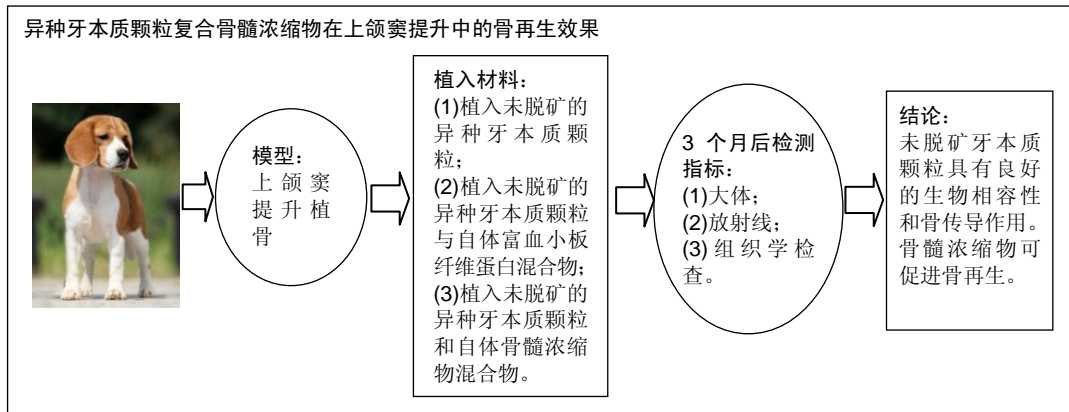 异种牙本质颗粒复合骨髓浓缩物在上颌窦提升中的骨再生效果
模型：
上颌窦
提升植
骨
植入材料：
(1)植入未脱矿的
异种牙本质颗
粒；
(2)植入未脱矿的
异种牙本质颗粒
与自体富血小板
纤维蛋白混合物；
(3)植入未脱矿的
异种牙本质颗粒
和自体骨髓浓缩
物混合物。
3 个月后检测
指标：
(1)大体；
(2)放射线；
(3)组织学检
查。
结论：
未脱矿牙本质
颗粒具有良好
的生物相容性
和骨传导作用。
骨髓浓缩物可
促进骨再生。